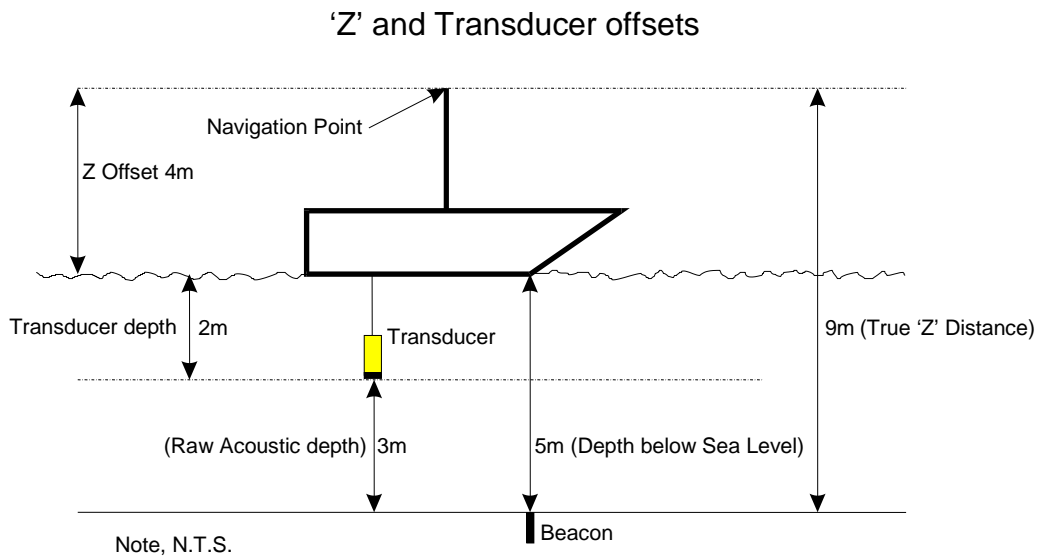 ‘Z’ and Transducer offsets
Navigation Point
Z Offset 4m
Transducer depth 2m
Transducer
9m (True ‘Z’ Distance)
(Raw Acoustic depth) 3m
5m (Depth below Sea Level)
Beacon
Note, N.T.S.